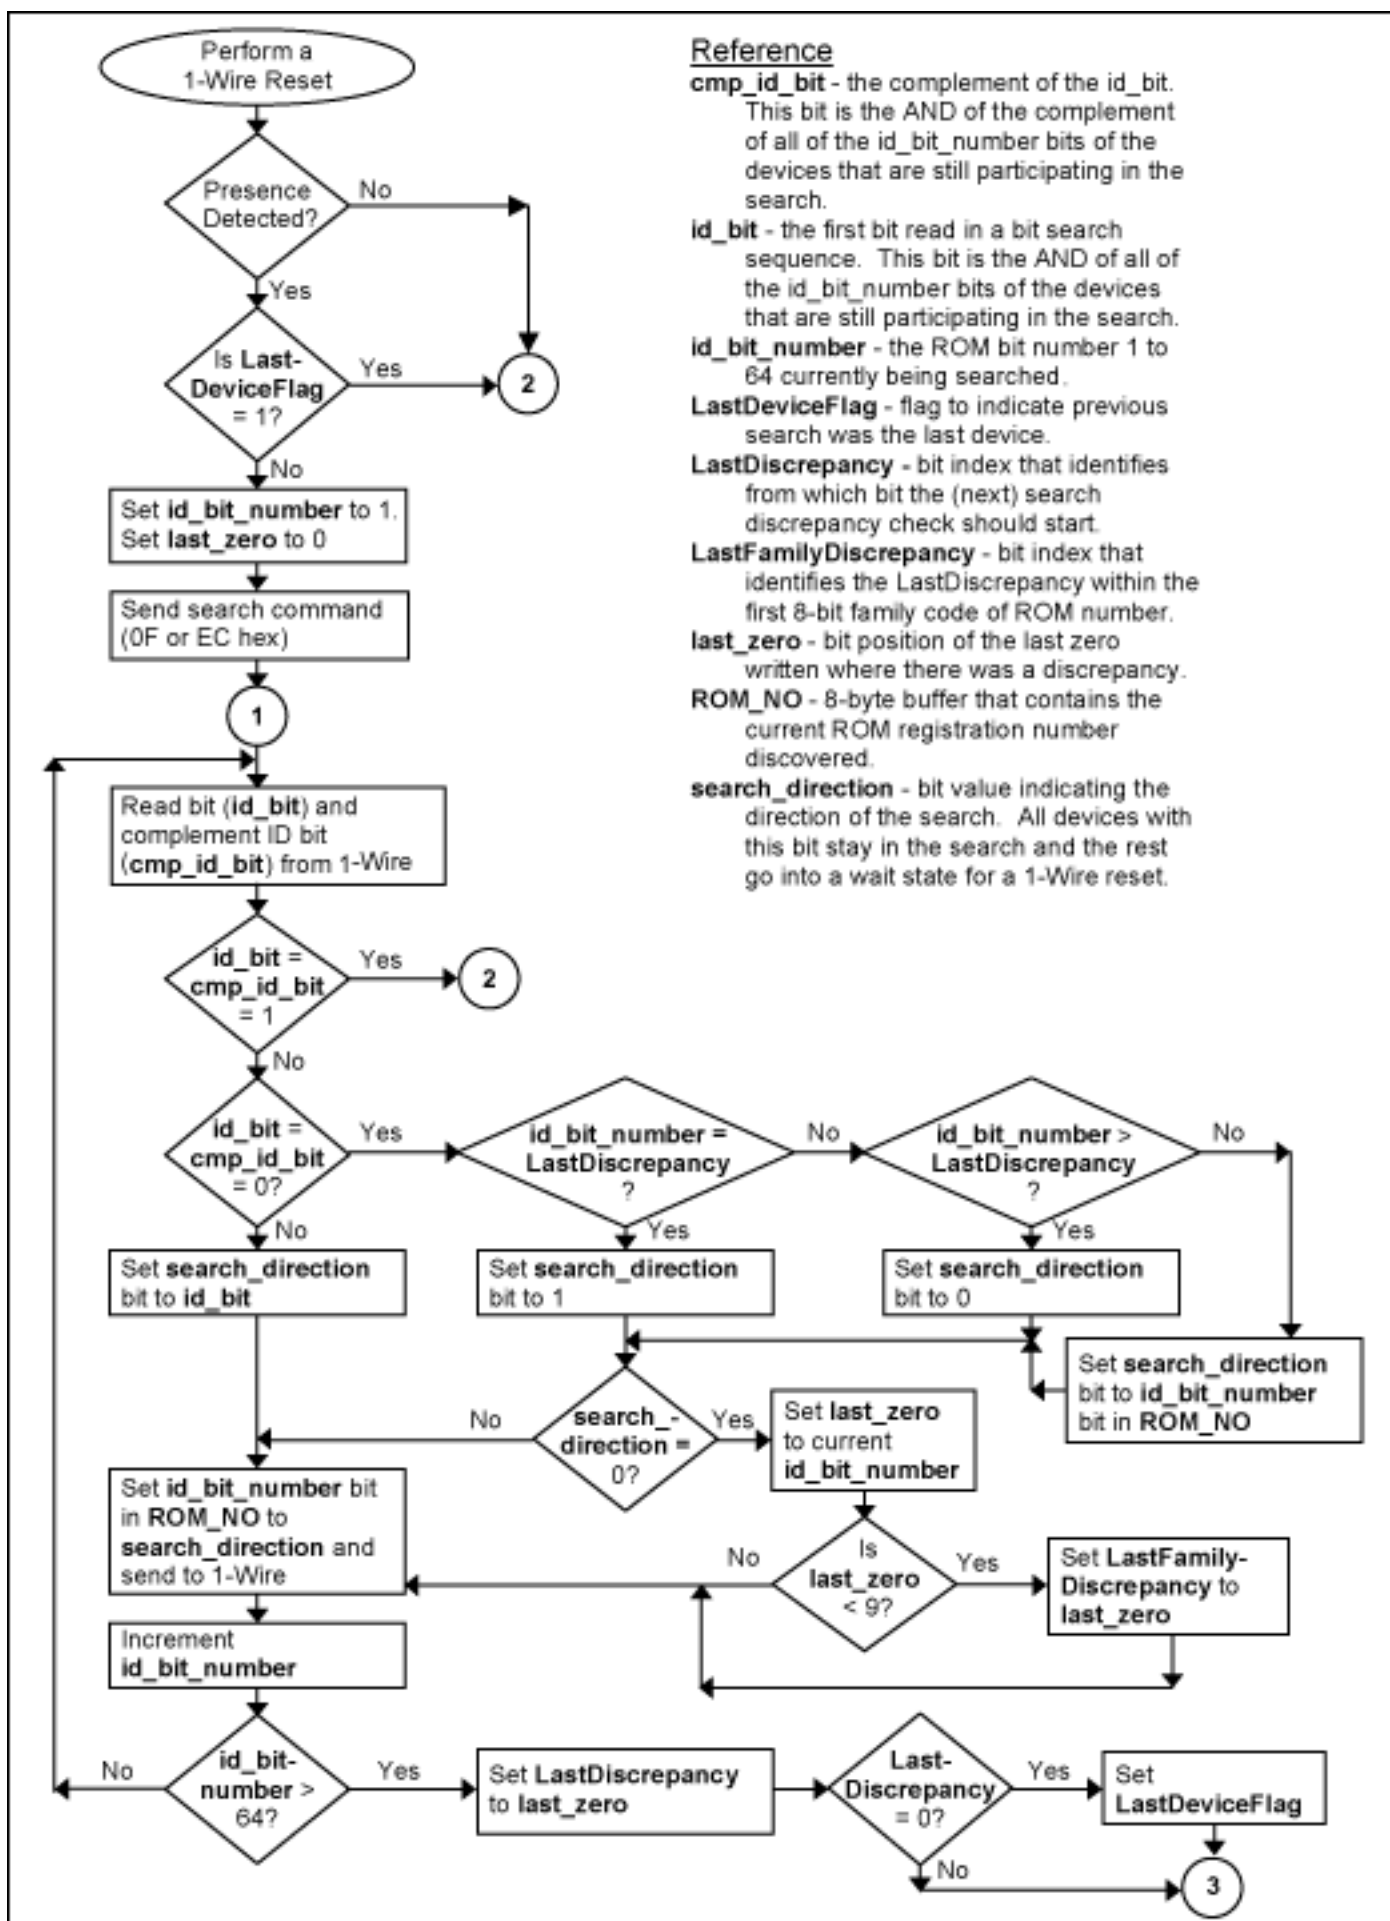 Perform a
1-Wire Reset
Presence
Detected?
No
Yes
Is Last-
DeviceFlag
= 1?
Yes
2
No
Set id_bit_number to 1.
Set last_zero to 0
Send search command
(0F or EC hex)
1
Read bit (id_bit) and
complement ID bit
(cmp_id_bit) from 1-Wire
id_bit =
cmp_id_bit
= 1
Yes
2
No
id_bit =
cmp_id_bit
= 0?
Yes
No
id_bit_number =
LastDiscrepancy
?
No
Yes
id_bit_number >
LastDiscrepancy
?
No
Yes
Set search_direction
bit to id_bit
Set search_direction
bit to 1
Set search_direction
bit to 0
Set search_direction
bit to id_bit_number
bit in ROM_NO
search_-
direction =
0?
No
Yes
Set last_zero
to current
id_bit_number
Is
last_zero
< 9?
No
Yes
Set LastFamily-
Discrepancy to
last_zero
Set id_bit_number bit
in ROM_NO to
search_direction and
send to 1-Wire
Increment
id_bit_number
id_bit-
number >
64?
No
Yes
Set LastDiscrepancy
to last_zero
Last-
Discrepancy
= 0?
Yes
No
Set
LastDeviceFlag
3
Reference
cmp_id_bit - the complement of the id_bit.
This bit is the AND of the complement
of all of the id_bit_number bits of the
devices that are still participating in the
search.
id_bit - the first bit read in a bit search
sequence. This bit is the AND of all of
the id_bit_number bits of the devices
that are still participating in the search.
id_bit_number - the ROM bit number 1 to
64 currently being searched.
LastDeviceFlag - flag to indicate previous
search was the last device.
LastDiscrepancy - bit index that identifies
from which bit the (next) search
discrepancy check should start.
LastFamilyDiscrepancy - bit index that
identifies the LastDiscrepancy within the
first 8-bit family code of ROM number.
last_zero - bit position of the last zero
written where there was a discrepancy.
ROM_NO - 8-byte buffer that contains the
current ROM registration number
discovered.
search_direction - bit value indicating the
direction of the search. All devices with
this bit stay in the search and the rest
go into a wait state for a 1-Wire reset.